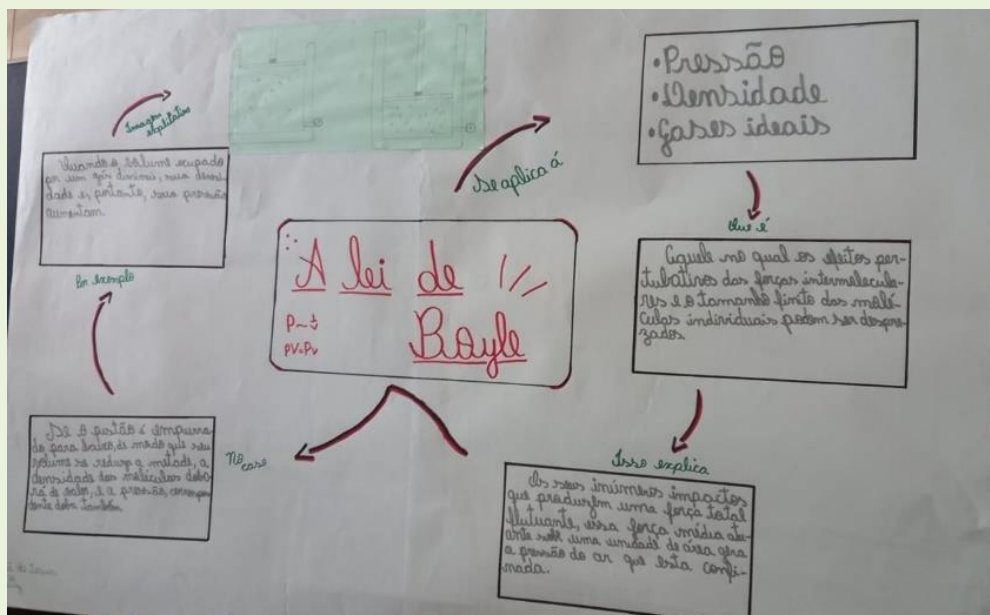 A lei de
Boyle
P~1/v
PV=Pv
Se aplica á
•Pressão
•Densidade
•gases ideais
Que é
Aquele no qual os efeitos per-
tubativos das forças intermolecula-
res e o tamanho finito das molé-
culas individuais podem ser despre-
zados.
Isso explica
Os seus inúmeros impactos
que produzem uma força total
flutuante, essa força média atu-
ante sobre uma unidade de área gera
a pressão do ar que esta confi-
nada.
No
caso
Se o pistão é empurra-
do para baixo, de modo que seu
volume se reduza a metade, a
densidade das moléculas dobra-
rá de valor, e a pressão, correspon-
dente dobra também.
Por exemplo
Quando o volume ocupado
por um gás diminui, sua densi-
dade e, portanto, sua pressão
aumentam.
Imagem